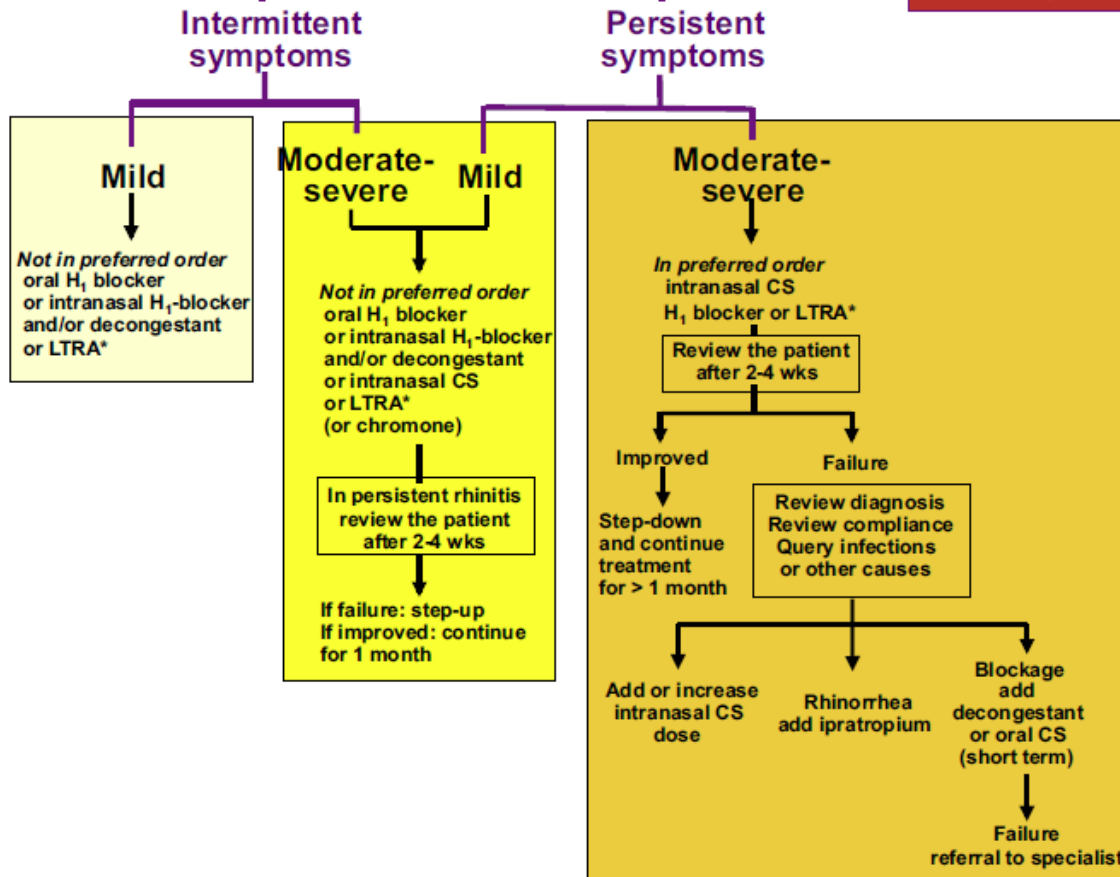 Intermittent
symptoms
Persistent
symptoms
Mild
Not in preferred order
oral H₁ blocker
or intranasal H₁-blocker
and/or decongestant
or LTRA*
Moderate-
severe
Mild
Not in preferred order
oral H₁ blocker
or intranasal H₁-blocker
and/or decongestant
or intranasal CS
or LTRA*
(or chromone)
In persistent rhinitis
review the patient
after 2-4 wks
If failure: step-up
If improved: continue
for 1 month
Moderate-
severe
In preferred order
intranasal CS
H₁ blocker or LTRA*
Review the patient
after 2-4 wks
Improved
Step-down
and continue
treatment
for > 1 month
Failure
Review diagnosis
Review compliance
Query infections
or other causes
Add or increase
intranasal CS
dose
Rhinorrhea
add ipratropium
Blockage
add
decongestant
or oral CS
(short term)
Failure
referral to specialist